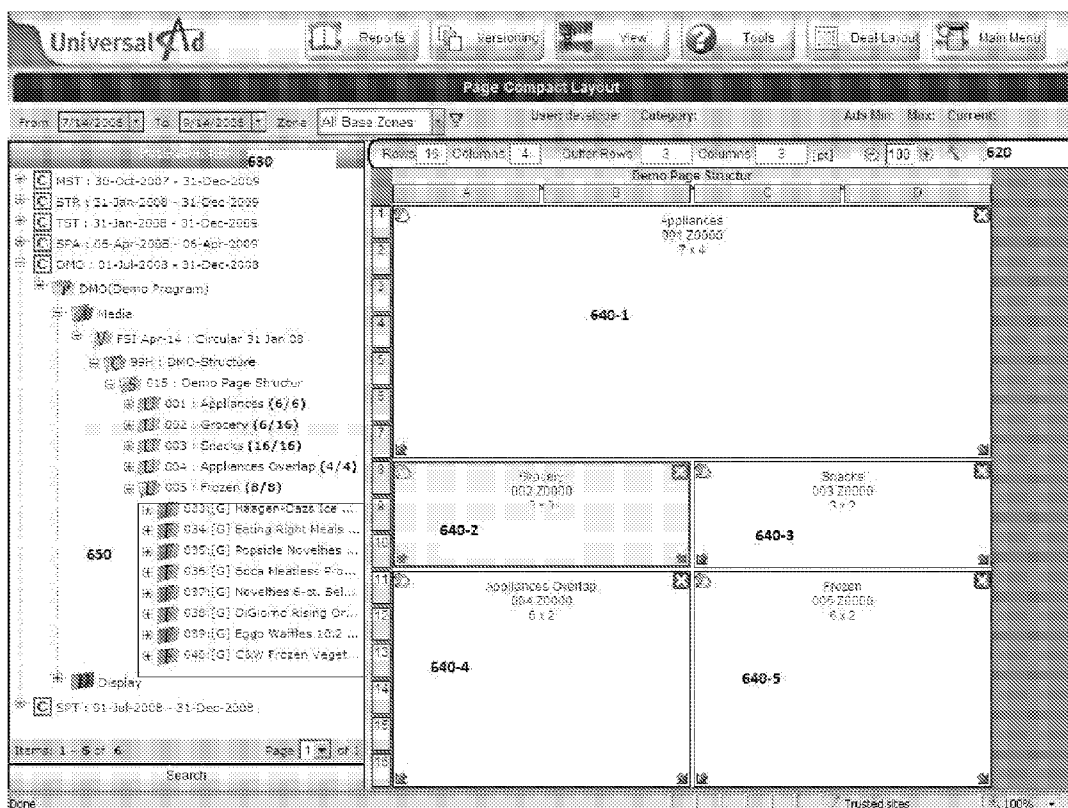 UniversalAd
Reports Versioning View Tools Deal Layout Main Menu
Page Compact Layout
From 7/14/2008 To 9/14/2008 Zone All Base Zones User: developer Category: Ads Min: Max: Current:
630
Rows 16 Columns 4 Gutter Rows 3 Columns 3 [pt] 100 620
Demo Page Structur
A B C D
C MST : 30-Oct-2007 - 31-Dec-2009
C STR : 31-Jan-2008 - 31-Dec-2009
C TST : 31-Jan-2008 - 31-Dec-2009
C SPA : 06-Apr-2008 - 06-Apr-2009
C DMO : 01-Jul-2008 - 31-Dec-2008
DMO(Demo Program)
Media
FSI Apr-14 : Circular 31 Jan 08
99H : DMO-Structure
015 : Demo Page Structur
001 : Appliances (6/6)
002 : Grocery (6/16)
003 : Snacks (16/16)
004 : Appliances Overlap (4/4)
005 : Frozen (8/8)
033:[G] Haagen-Dazs Ice ...
034:[G] Eating Right Meals ...
035:[G] Popsicle Novelties ...
036:[G] Boca Meatless Pro...
037:[G] Novelties 6-ct. Sel...
038:[G] DiGiorno Rising Cr...
039:[G] Eggo Waffles 10.2 ...
040:[G] C&W Frozen Veget...
650
Display
C SPT : 01-Jul-2008 - 31-Dec-2008
Items: 1 - 6 of 6 Page 1 of 1
Search
1
2
3
4
5
6
7
8
9
10
11
12
13
14
15
16
Appliances
001 Z0000
7 x 4
640-1
Grocery
002 Z0000
640-2
Snacks
003 Z0000
3 x 2
640-3
Appliances Overlap
004 Z0000
6 x 2
640-4
Frozen
005 Z0000
6 x 2
640-5
Done Trusted sites 100%